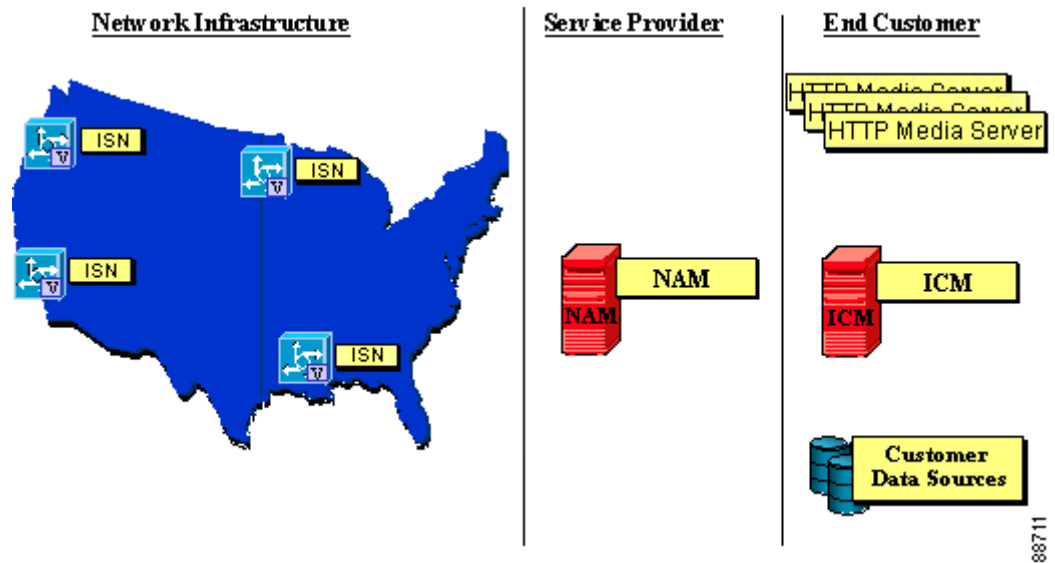 Network Infrastructure
Service Provider
End Customer
HTTP Media Server
HTTP Media Server
HTTP Media Server
ISN
V
ISN
V
ISN
V
ISN
V
NAM
NAM
ICM
ICM
Customer
Data Sources
88711